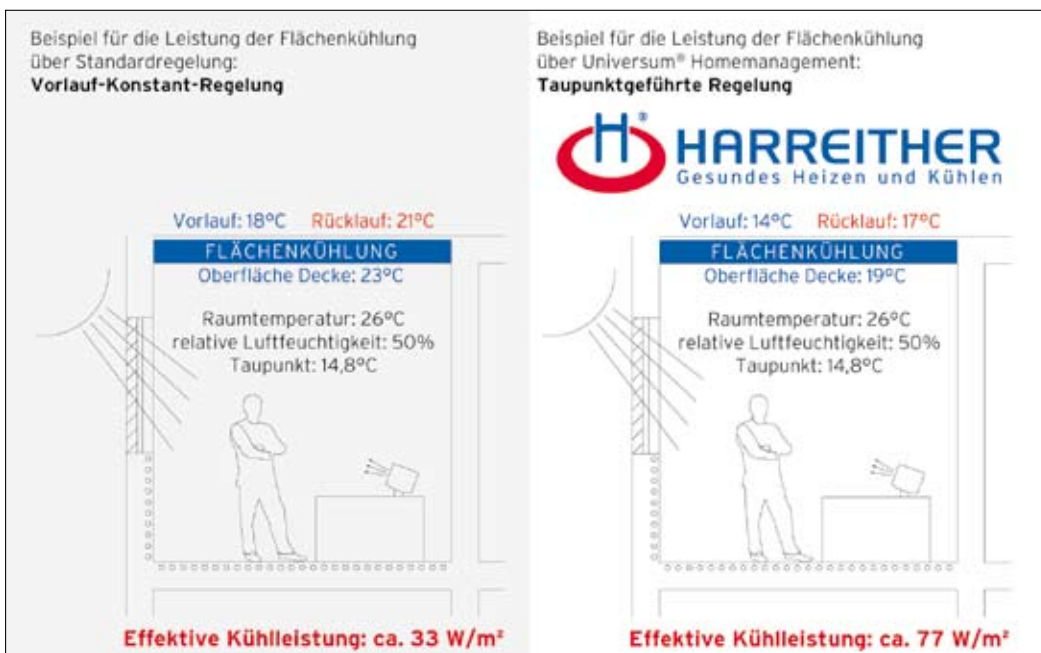 Beispiel für die Leistung der Flächenkühlung
über Standardregelung:
Vorlauf-Konstant-Regelung
Vorlauf: 18°C Rücklauf: 21°C
FLÄCHENKÜHLUNG
Oberfläche Decke: 23°C
Raumtemperatur: 26°C
relative Luftfeuchtigkeit: 50%
Taupunkt: 14,8°C
Effektive Kühlleistung: ca. 33 W/m²
Beispiel für die Leistung der Flächenkühlung
über Universum® Homemanagement:
Taupunktgeführte Regelung
H®
HARREITHER
Gesundes Heizen und Kühlen
Vorlauf: 14°C Rücklauf: 17°C
FLÄCHENKÜHLUNG
Oberfläche Decke: 19°C
Raumtemperatur: 26°C
relative Luftfeuchtigkeit: 50%
Taupunkt: 14,8°C
Effektive Kühlleistung: ca. 77 W/m²